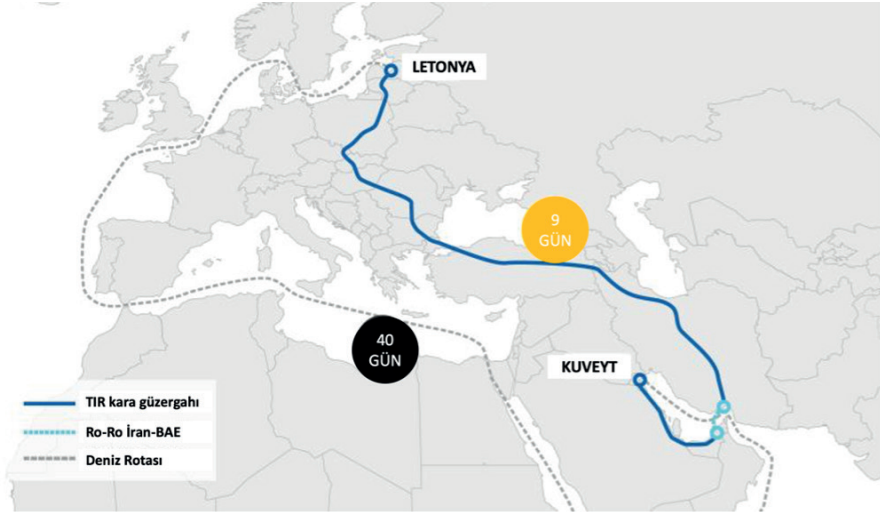 LETONYA
9
GÜN
40
GÜN
KUVEYT
TIR kara güzergahı
Ro-Ro İran-BAE
Deniz Rotası